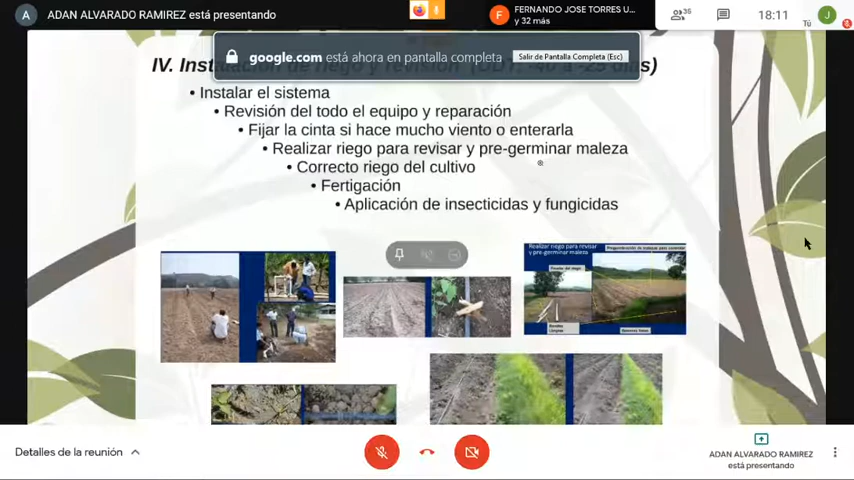 A ADAN ALVARADO RAMIREZ está presentando
F FERNANDO JOSE TORRES U...
y 32 más
36
18:11
Tú
J
google.com está ahora en pantalla completa
Salir de Pantalla Completa (Esc)
IV.
días)
• Instalar el sistema
• Revisión del todo el equipo y reparación
• Fijar la cinta si hace mucho viento o enterarla
• Realizar riego para revisar y pre-germinar maleza
• Correcto riego del cultivo
• Fertigación
• Aplicación de insecticidas y fungicidas
Realizar riego para revisar
y pre-germinar maleza
Detalles de la reunión
ADAN ALVARADO RAMIREZ
está presentando